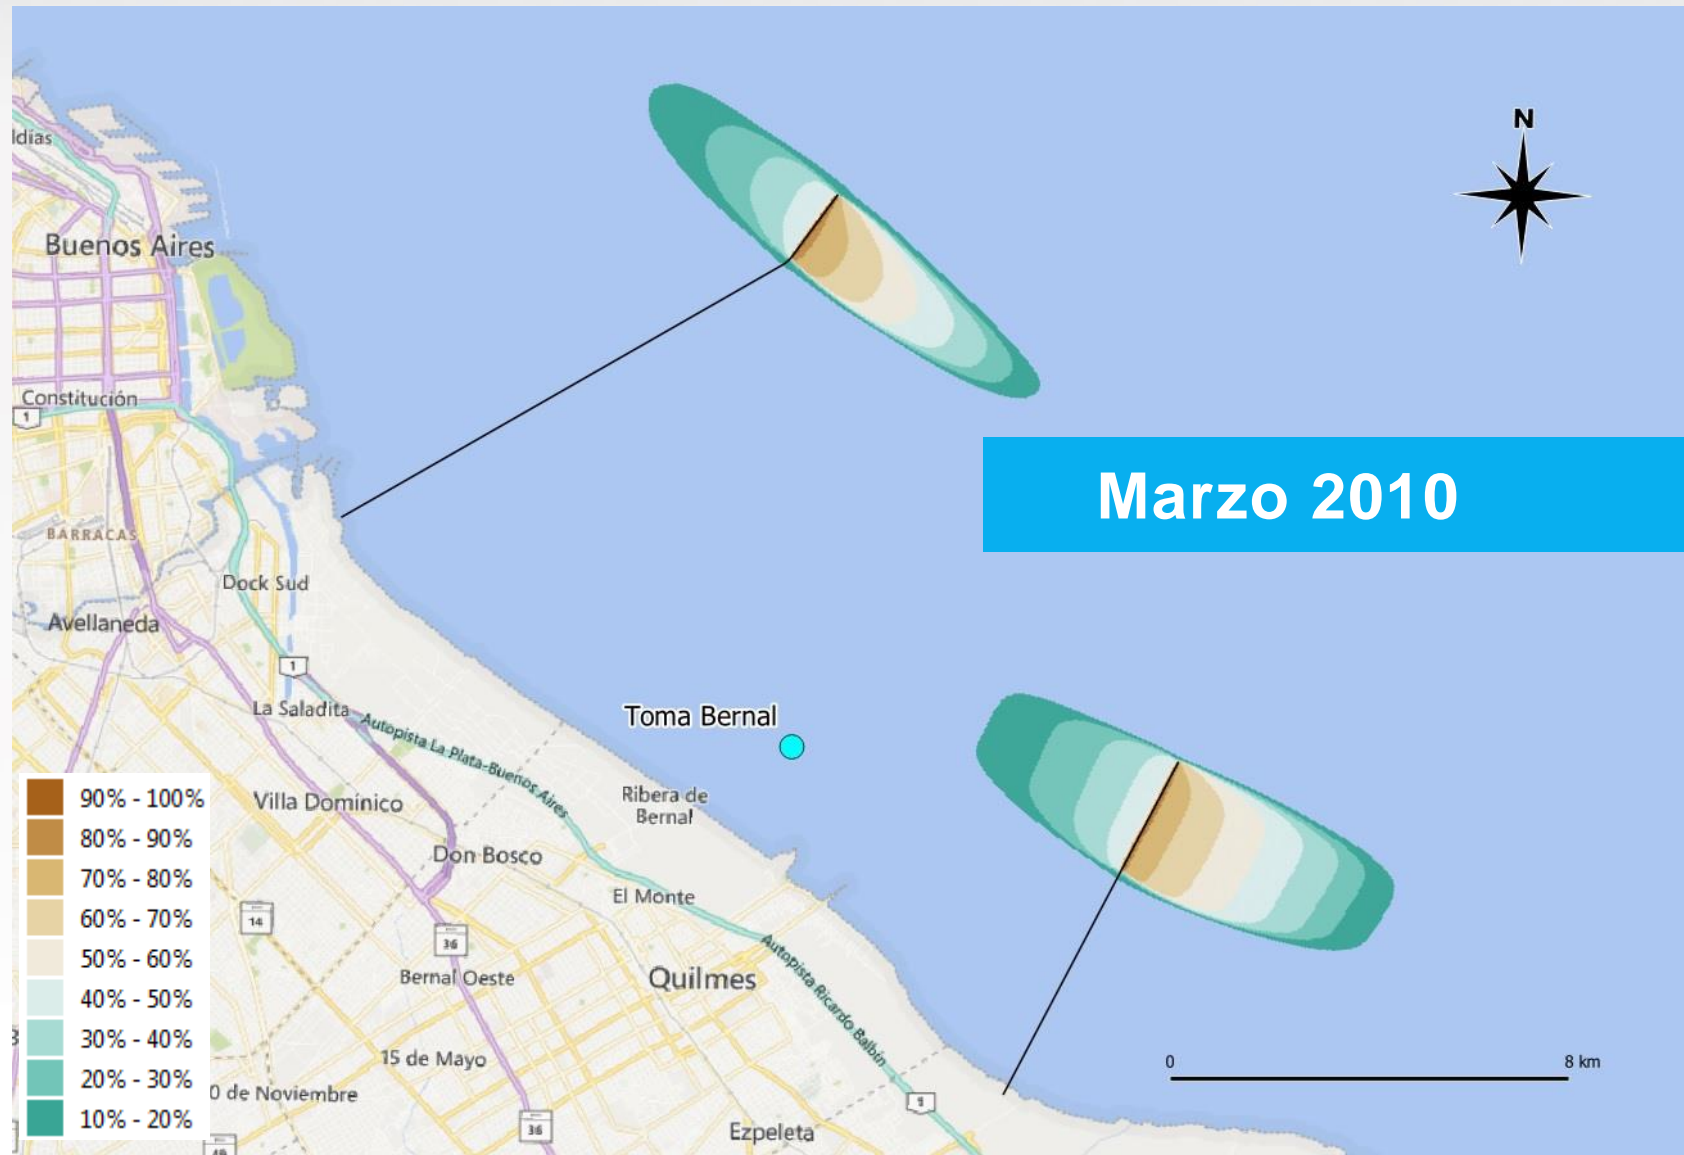 N
ldias
Buenos Aires
Constitución
1
Marzo 2010
BARRACAS
Dock Sud
Avellaneda
1
La Saladita
Autopista La Plata-Buenos Aires
Toma Bernal
Ribera de
Bernal
Villa Domínico
Don Bosco
El Monte
14
36
Bernal Oeste
Quilmes
Autopista Ricardo Balbín
15 de Mayo
0 de Noviembre
36
Ezpeleta
0
8 km
90% - 100%
80% - 90%
70% - 80%
60% - 70%
50% - 60%
40% - 50%
30% - 40%
20% - 30%
10% - 20%